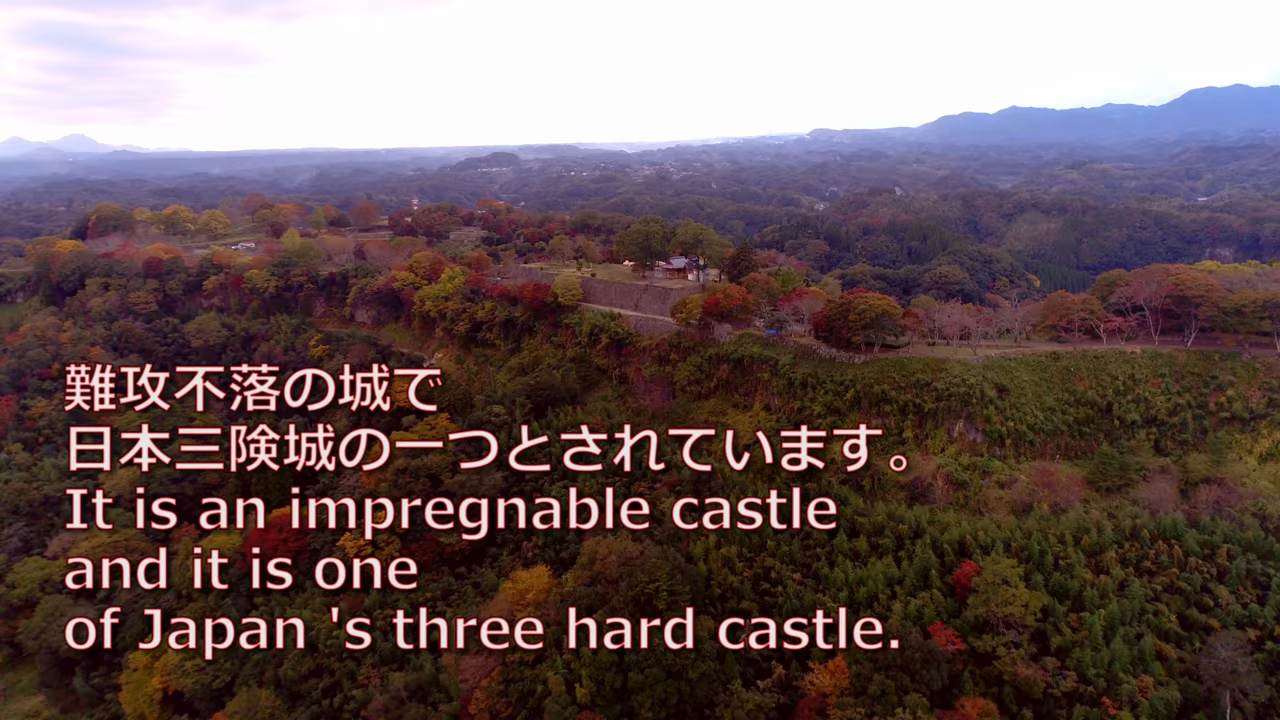 難攻不落の城で
日本三険城の一つとされています。
It is an impregnable castle
and it is one
of Japan 's three hard castle.